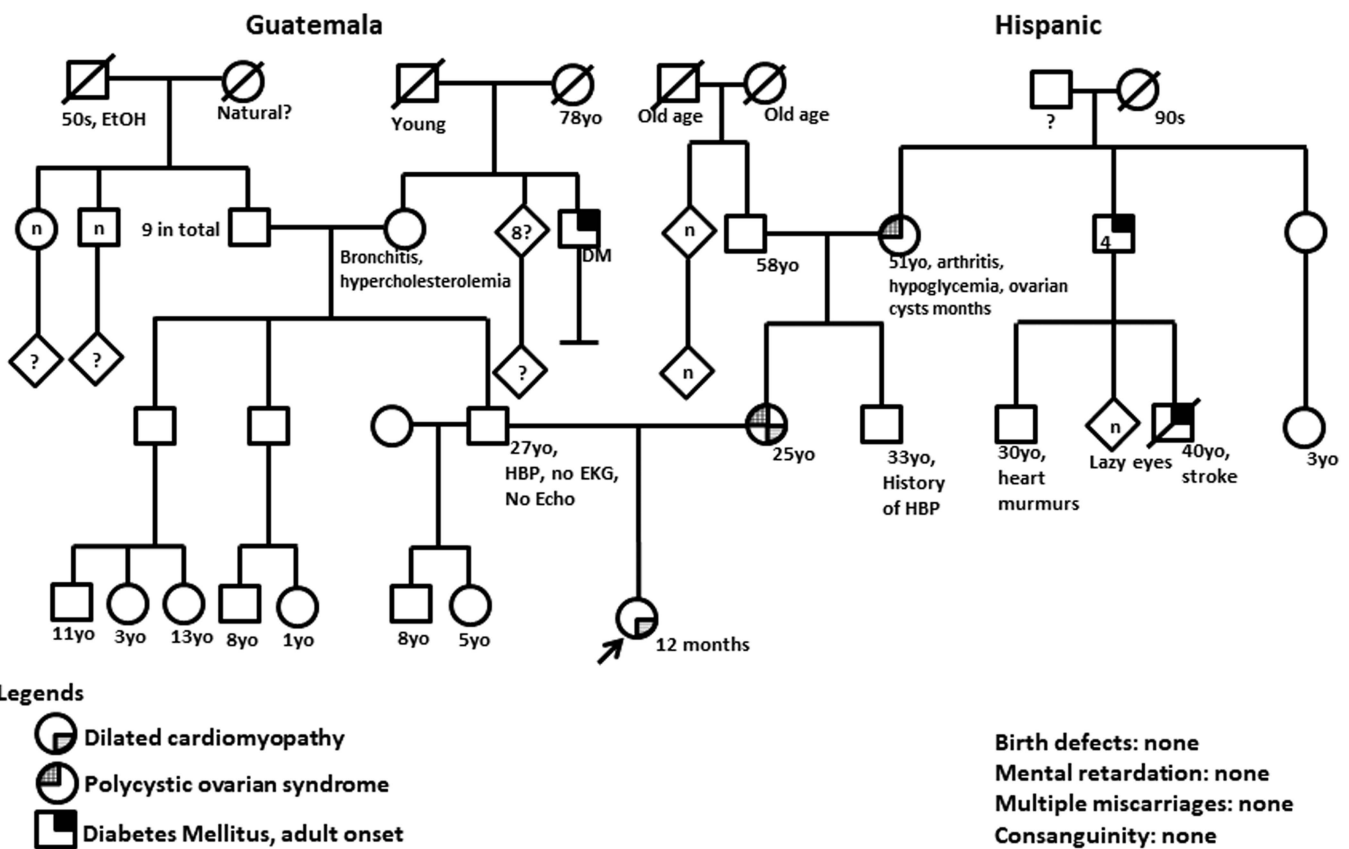 Guatemala
Hispanic
50s, EtOH
Natural?
Young
78yo
Old age
Old age
?
90s
n
n
9 in total
8?
DM
n
4
Bronchitis,
hypercholesterolemia
58yo
51yo, arthritis,
hypoglycemia, ovarian
cysts months
?
?
?
n
n
27yo,
HBP, no EKG,
No Echo
25yo
33yo,
History
of HBP
30yo,
heart
murmurs
Lazy eyes
40yo,
stroke
3yo
11yo
3yo
13yo
8yo
1yo
8yo
5yo
12 months
Legends
Dilated cardiomyopathy
Polycystic ovarian syndrome
Diabetes Mellitus, adult onset
Birth defects: none
Mental retardation: none
Multiple miscarriages: none
Consanguinity: none